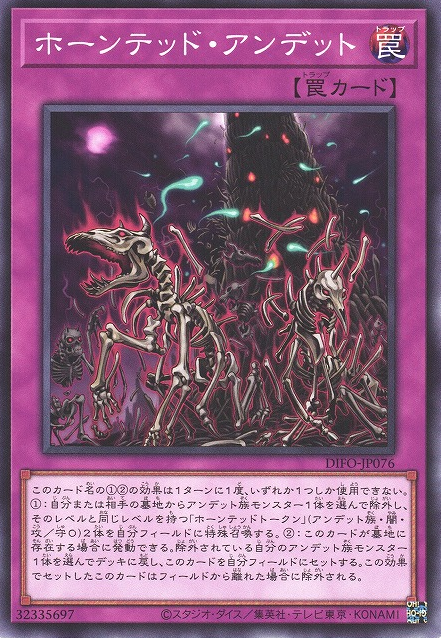 ホーンテッド・アンデット
トラップ
罠
トラップ
【罠カード】
DIFO-JP076
このカード名の①②の効果は1ターンに1度、いずれか1つしか使用できない。
①：自分または相手の墓地からアンデット族モンスター1体を選んで除外し、
そのレベルと同じレベルを持つ「ホーンテッドトークン」(アンデット族・闇・
攻／守0)2体を自分フィールドに特殊召喚する。②：このカードが墓地に
存在する場合に発動できる。除外されている自分のアンデット族モンスター
1体を選んでデッキに戻し、このカードを自分フィールドにセットする。この効果
でセットしたこのカードはフィールドから離れた場合に除外される。
32335697
©スタジオ・ダイス／集英社・テレビ東京・KONAMI